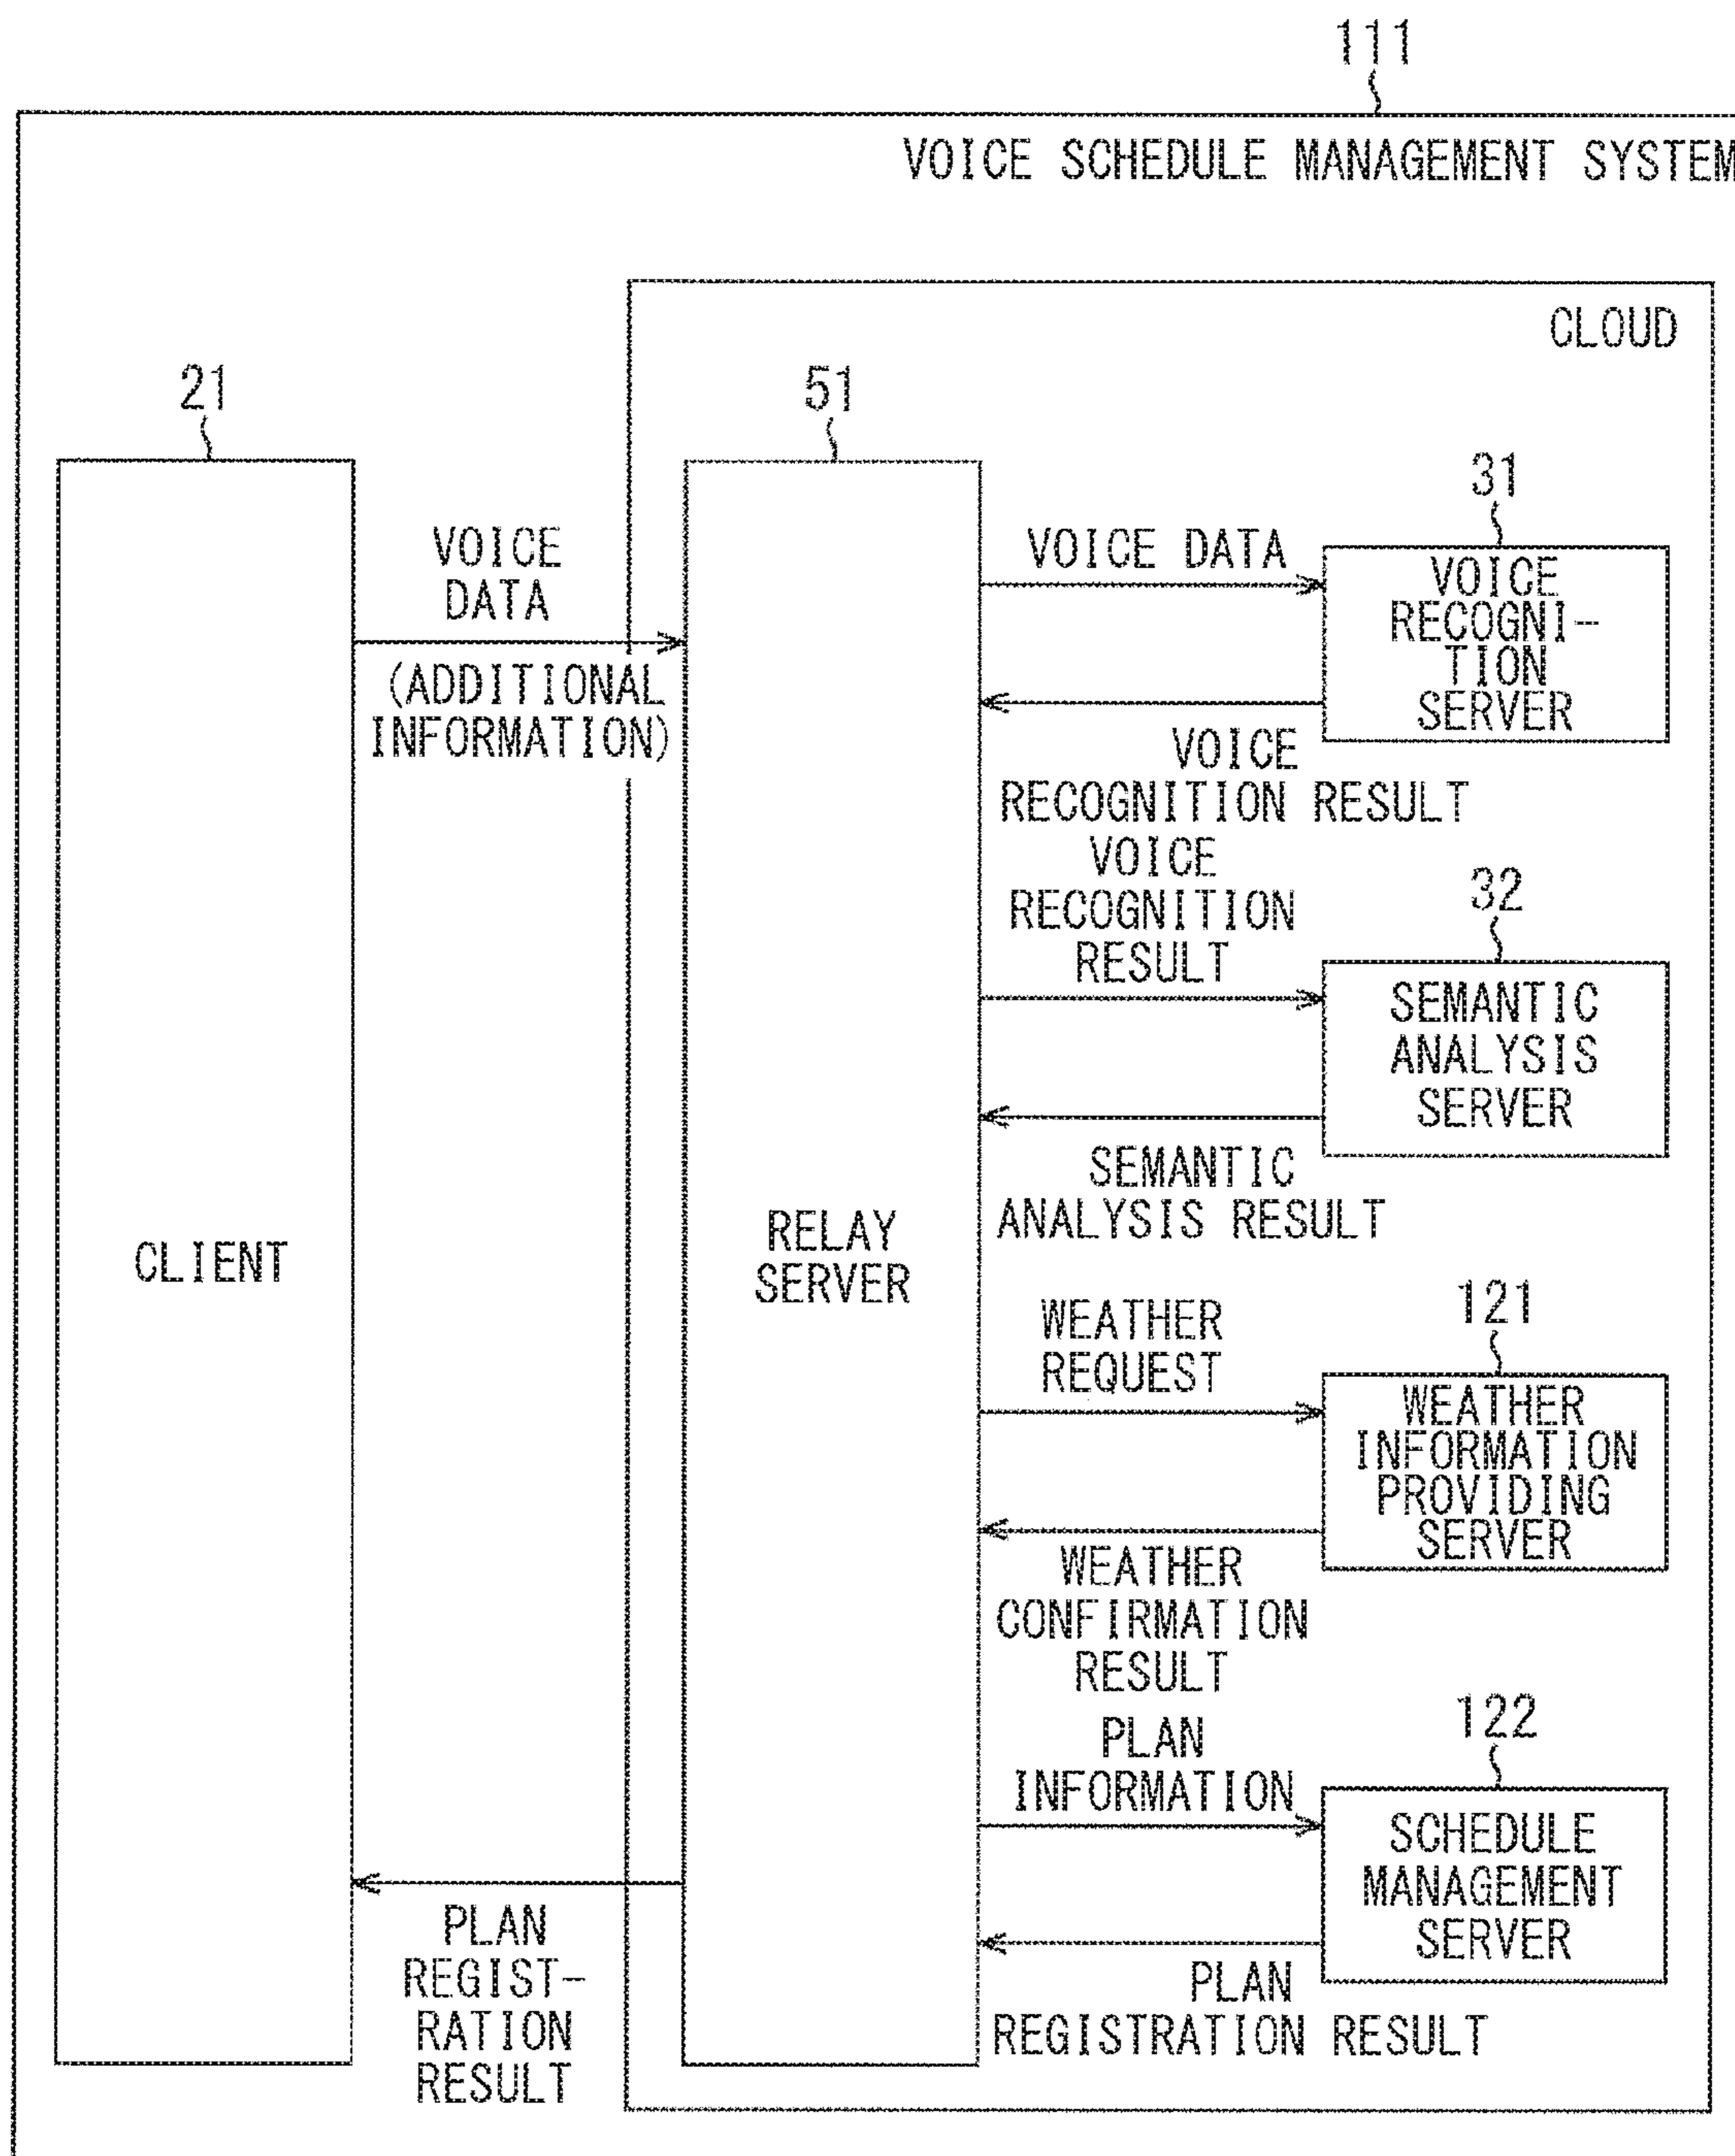 111
VOICE SCHEDULE MANAGEMENT SYSTEM
CLOUD
21
CLIENT
VOICE
DATA
(ADDITIONAL
INFORMATION)
51
RELAY
SERVER
VOICE DATA
31
VOICE
RECOGNI-
TION
SERVER
VOICE
RECOGNITION RESULT
VOICE
RECOGNITION
RESULT
32
SEMANTIC
ANALYSIS
SERVER
SEMANTIC
ANALYSIS RESULT
WEATHER
REQUEST
121
WEATHER
INFORMATION
PROVIDING
SERVER
WEATHER
CONFIRMATION
RESULT
PLAN
INFORMATION
122
SCHEDULE
MANAGEMENT
SERVER
PLAN
REGISTRATION RESULT
PLAN
REGIST-
RATION
RESULT